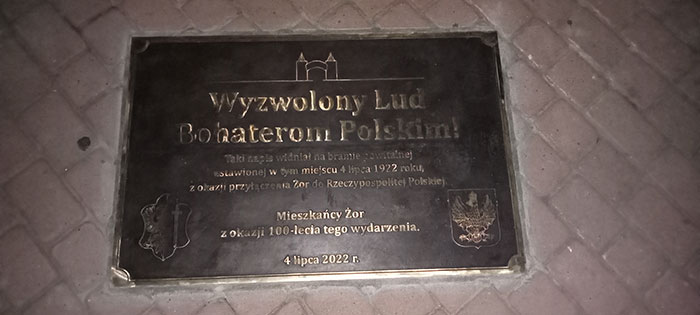 Wyzwolony Lud
Bohaterom Polskim!
Taki napis widniał na bramie powitalnej
ustawionej w tym miejscu 4 lipca 1922 roku,
z okazji przyłączenia Żor do Rzeczypospolitej Polskiej.
Mieszkańcy Żor
z okazji 100-lecia tego wydarzenia.
4 lipca 2022 r.